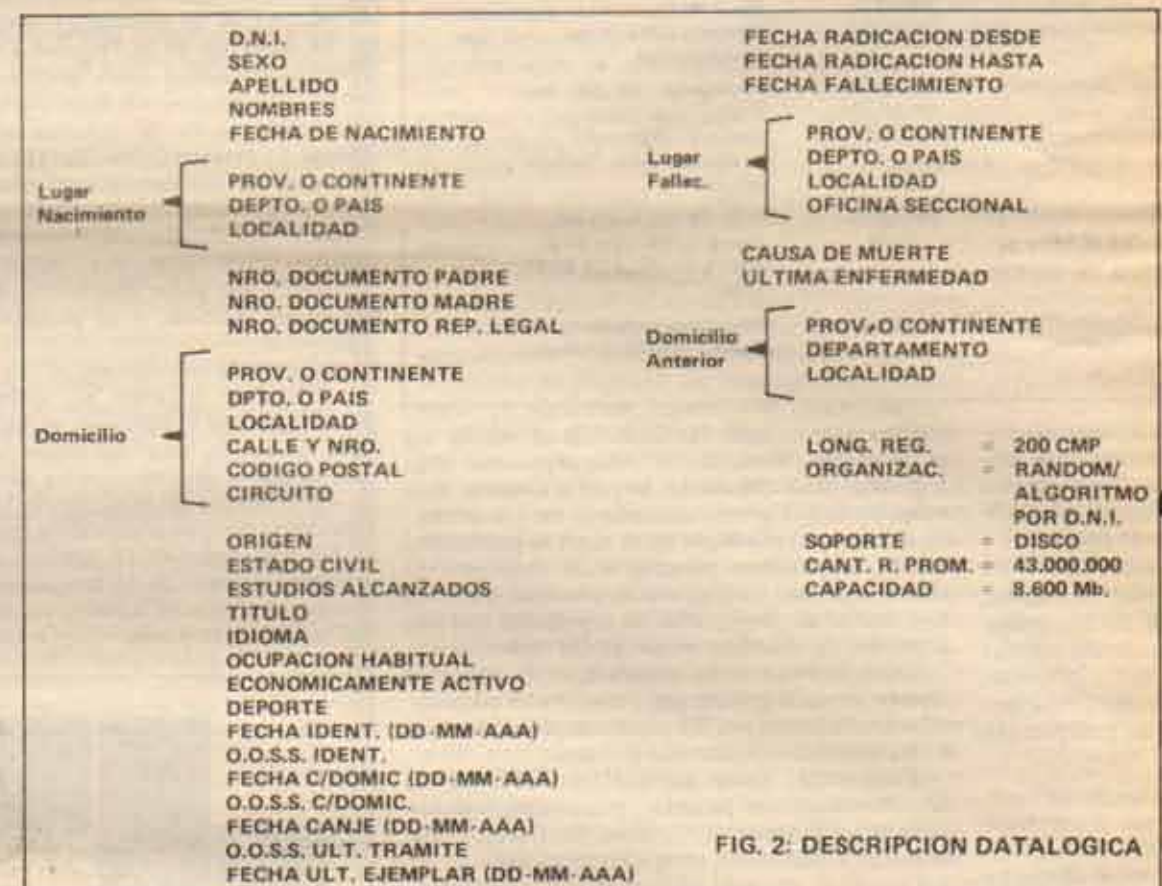 D.N.I.
SEXO
APELLIDO
NOMBRES
FECHA DE NACIMIENTO
Lugar
Nacimiento
PROV. O CONTINENTE
DEPTO. O PAIS
LOCALIDAD
NRO. DOCUMENTO PADRE
NRO. DOCUMENTO MADRE
NRO. DOCUMENTO REP. LEGAL
Domicilio
PROV. O CONTINENTE
DPTO. O PAIS
LOCALIDAD
CALLE Y NRO.
CODIGO POSTAL
CIRCUITO
ORIGEN
ESTADO CIVIL
ESTUDIOS ALCANZADOS
TITULO
IDIOMA
OCUPACION HABITUAL
ECONOMICAMENTE ACTIVO
DEPORTE
FECHA IDENT. (DD-MM-AAA)
O.O.S.S. IDENT.
FECHA C/DOMIC (DD-MM-AAA)
O.O.S.S. C/DOMIC.
FECHA CANJE (DD-MM-AAA)
O.O.S.S. ULT. TRAMITE
FECHA ULT. EJEMPLAR (DD-MM-AAA)
FECHA RADICACION DESDE
FECHA RADICACION HASTA
FECHA FALLECIMIENTO
Lugar
Fallec.
PROV. O CONTINENTE
DEPTO. O PAIS
LOCALIDAD
OFICINA SECCIONAL
CAUSA DE MUERTE
ULTIMA ENFERMEDAD
Domicilio
Anterior
PROV. O CONTINENTE
DEPARTAMENTO
LOCALIDAD
LONG. REG. = 200 CMP
ORGANIZAC. = RANDOM/
ALGORITMO
POR D.N.I.
SOPORTE = DISCO
CANT. R. PROM. = 43.000.000
CAPACIDAD = 8.600 Mb.
FIG. 2: DESCRIPCION DATALOGICA